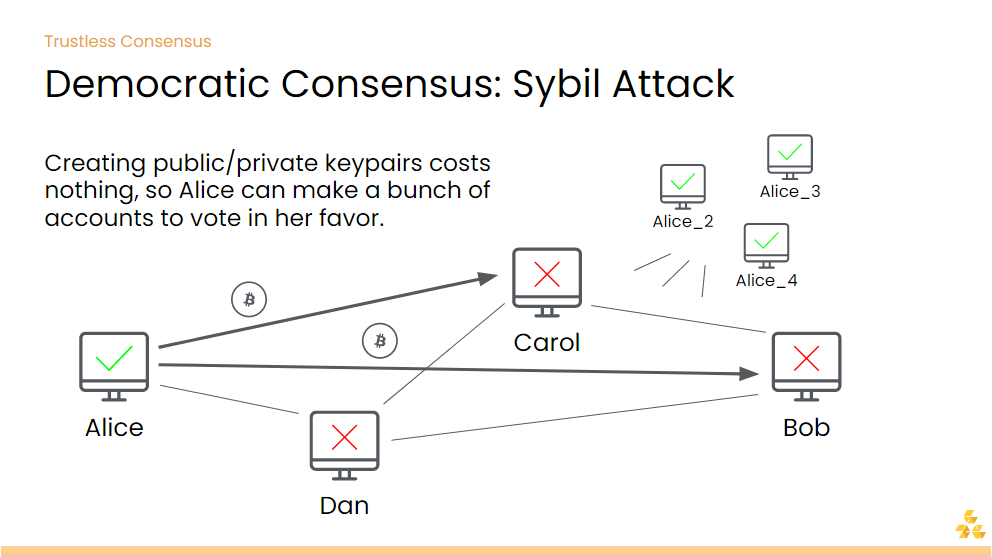 Trustless Consensus
Democratic Consensus: Sybil Attack
Creating public/private keypairs costs
nothing, so Alice can make a bunch of
accounts to vote in her favor.
Alice_3
Alice_2
Alice_4
Carol
Alice
Bob
Dan